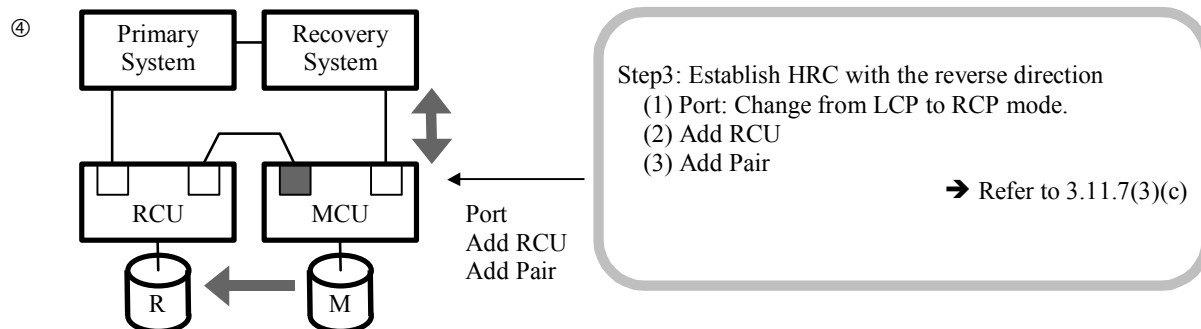 ④
Primary
System
Recovery
System
RCU
MCU
R
M
Port
Add RCU
Add Pair
Step3: Establish HRC with the reverse direction
(1) Port: Change from LCP to RCP mode.
(2) Add RCU
(3) Add Pair
➔ Refer to 3.11.7(3)(c)